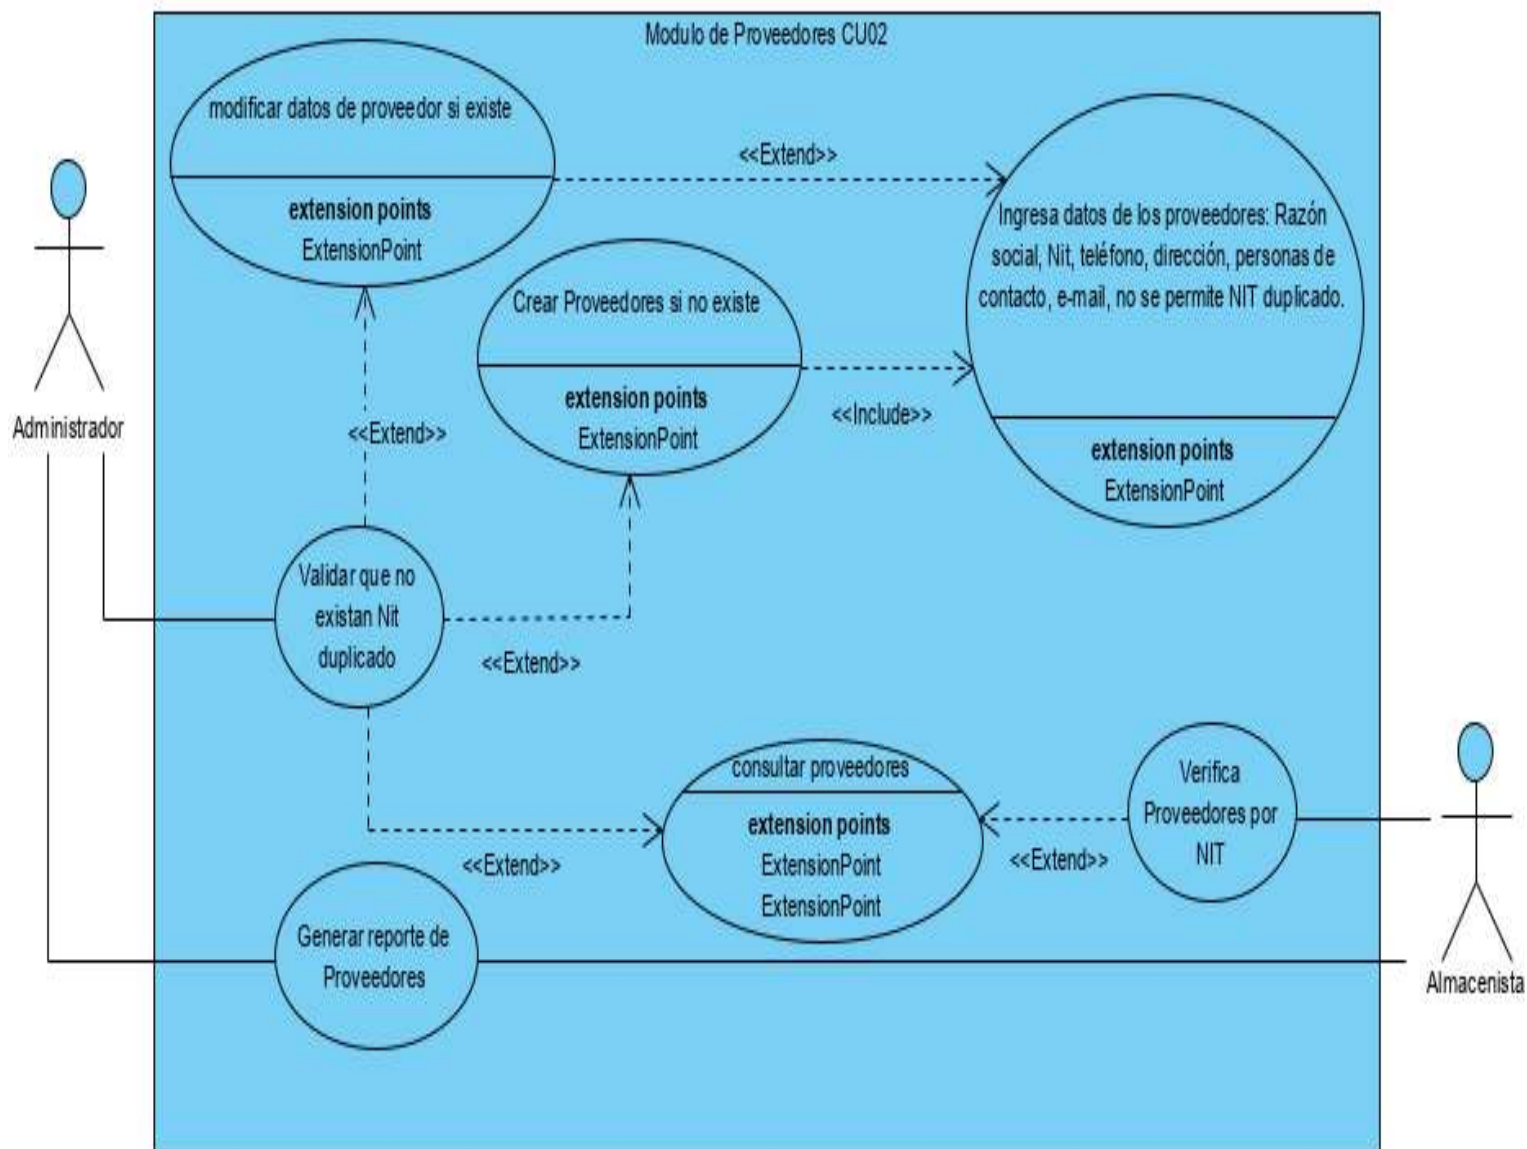 Modulo de Proveedores CU02
modificar datos de proveedor si existe
extension points
ExtensionPoint
<<Extend>>
Ingresa datos de los proveedores: Razón
social, Nit, teléfono, dirección, personas de
contacto, e-mail, no se permite NIT duplicado.
extension points
ExtensionPoint
Crear Proveedores si no existe
extension points
ExtensionPoint
<<Include>>
Administrador
<<Extend>>
Validar que no
existan Nit
duplicado
<<Extend>>
consultar proveedores
extension points
ExtensionPoint
ExtensionPoint
<<Extend>>
<<Extend>>
Verifica
Proveedores por
NIT
Generar reporte de
Proveedores
Almacenista